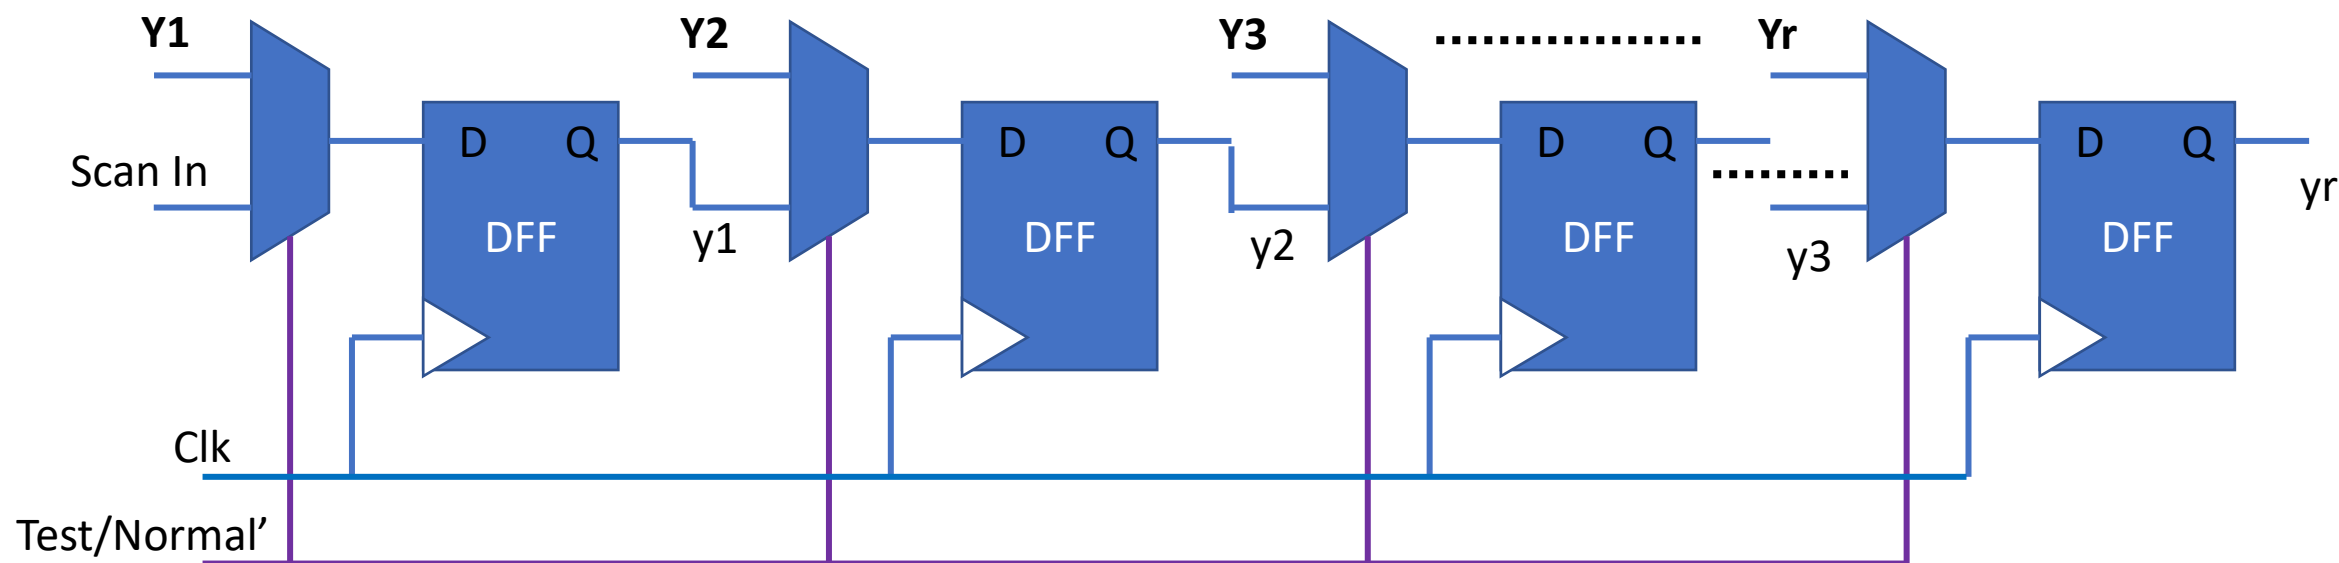 Y1
Y2
Y3
Yr
Scan In
D Q
D Q
D Q
D Q
DFF
DFF
DFF
DFF
y1
y2
y3
yr
Clk
Test/Normal’